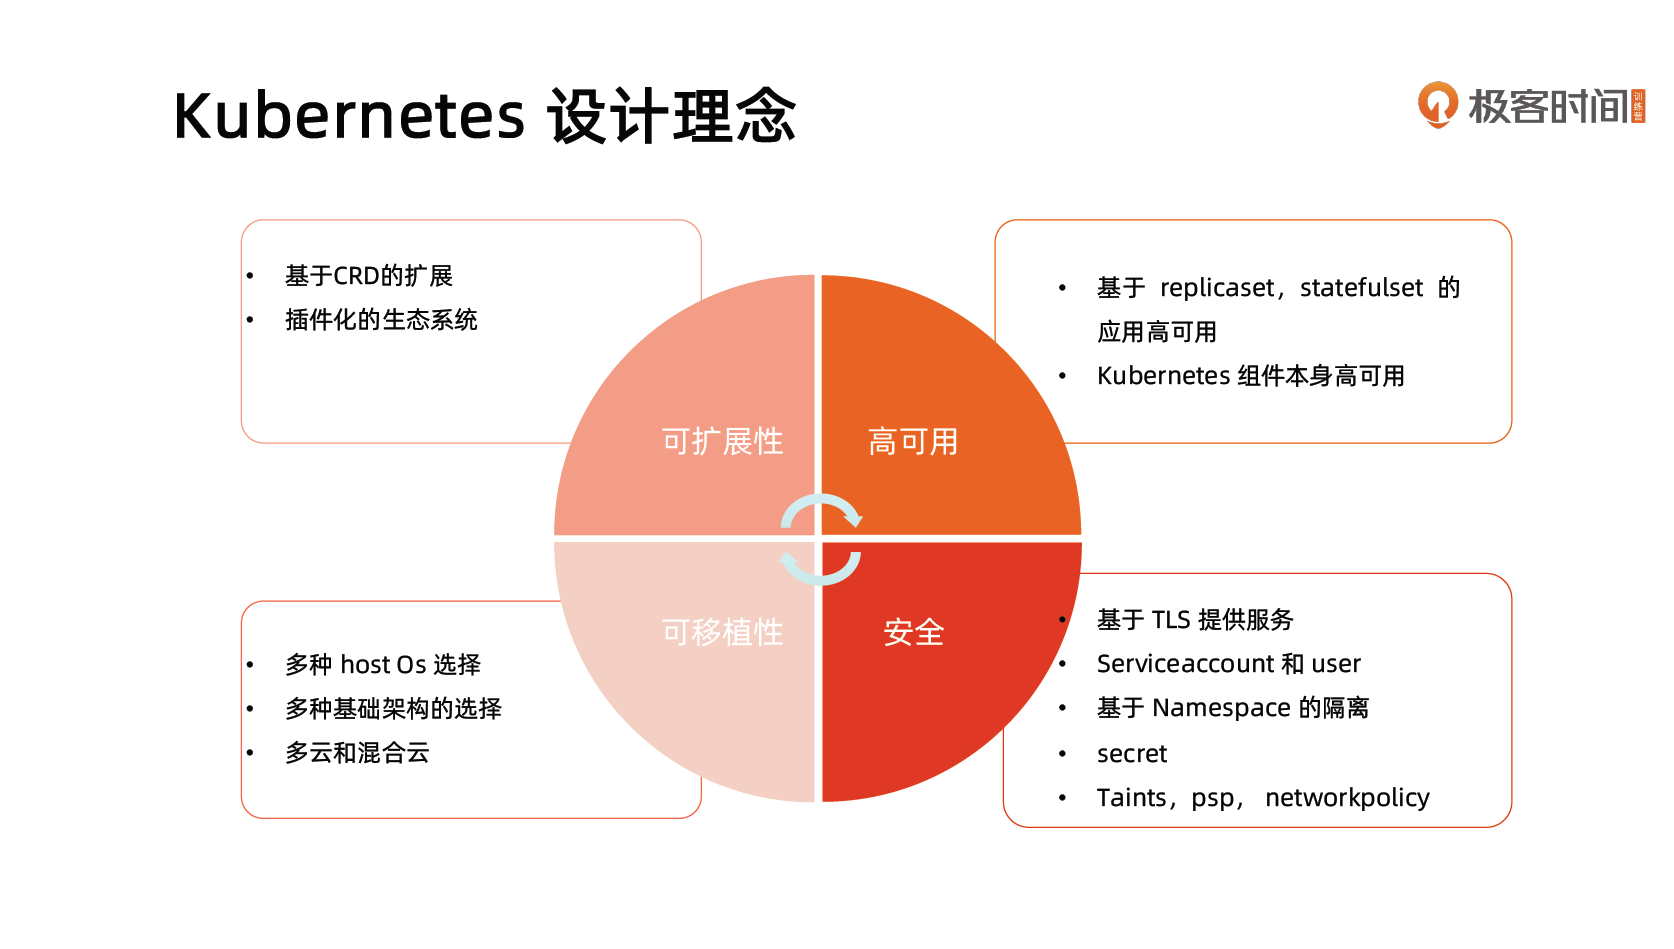 Kubernetes 设计理念
极客时间
训练营
基于CRD的扩展
插件化的生态系统
基于 replicaset，statefulset 的
应用高可用
Kubernetes 组件本身高可用
可扩展性
高可用
可移植性
安全
多种 host Os 选择
多种基础架构的选择
多云和混合云
基于 TLS 提供服务
Serviceaccount 和 user
基于 Namespace 的隔离
secret
Taints，psp， networkpolicy